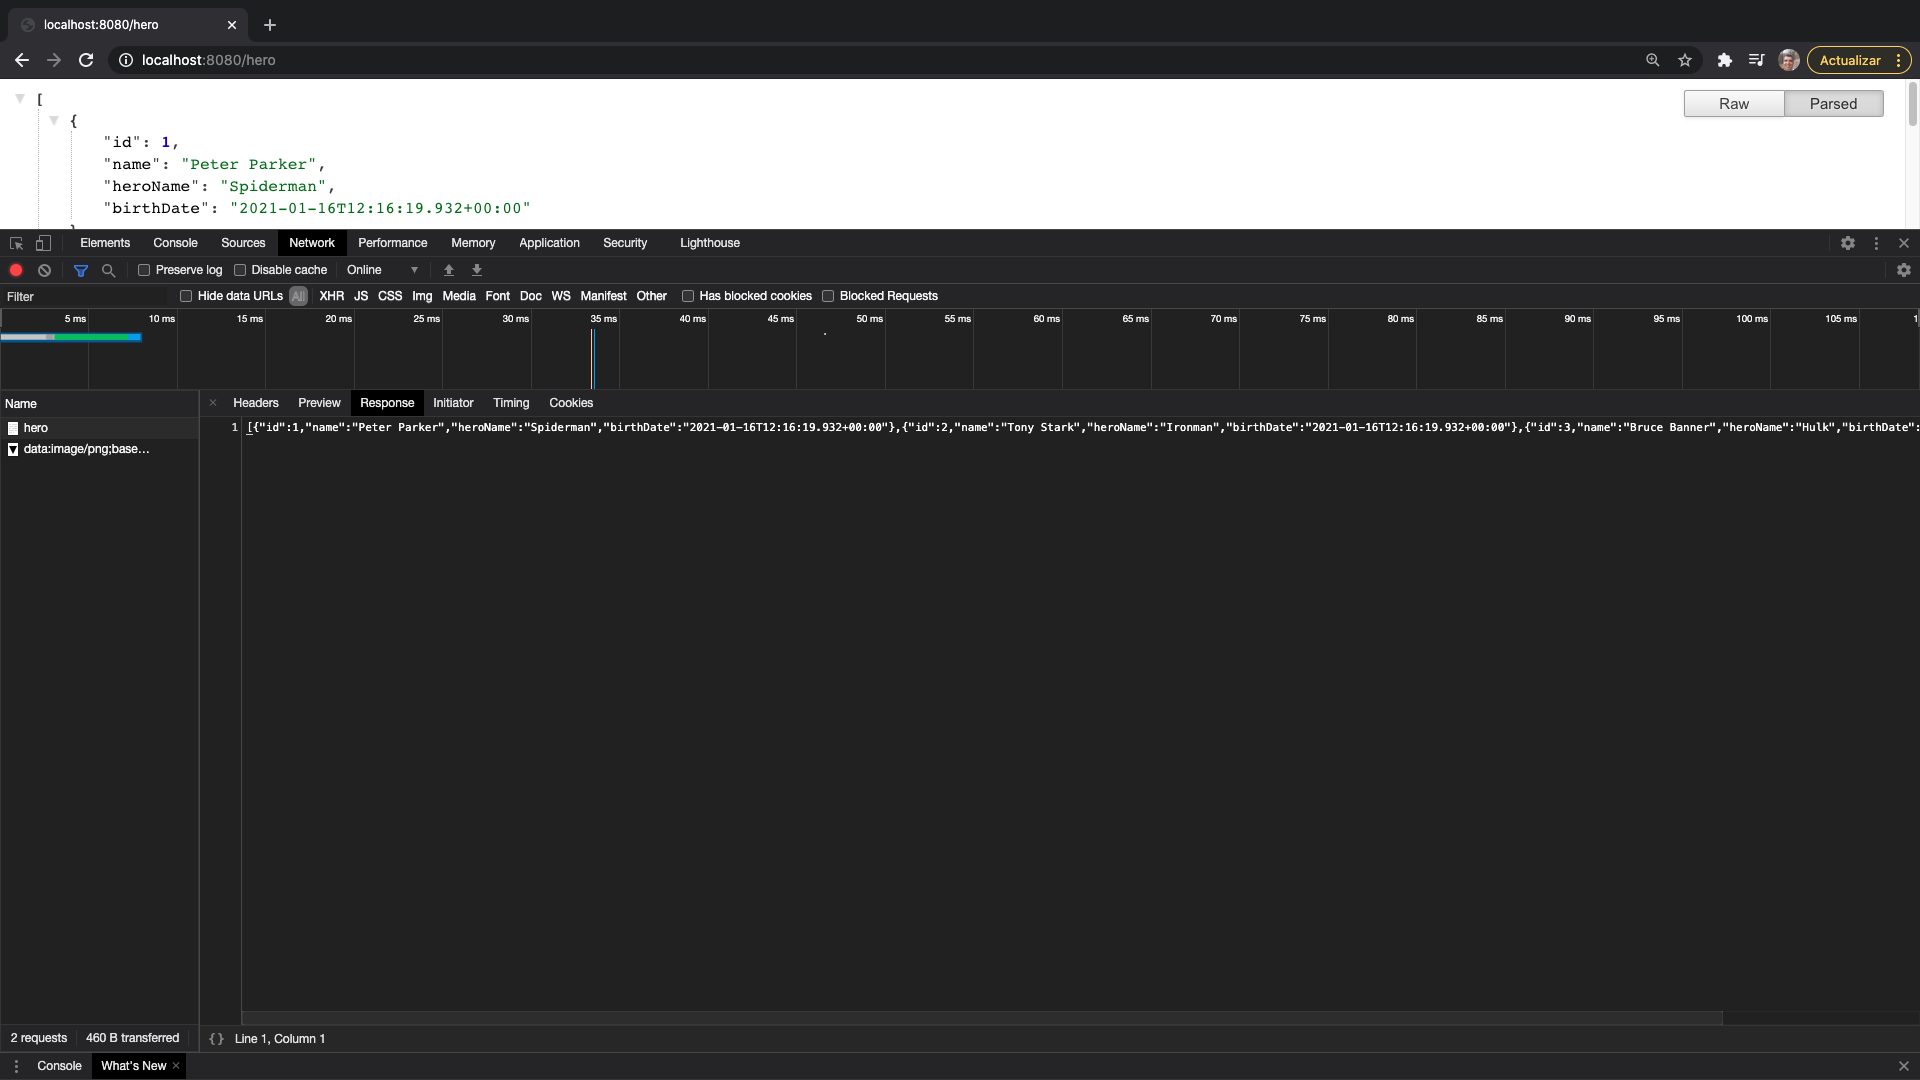 localhost:8080/hero
localhost:8080/hero
Actualizar
[
Raw
Parsed
{
"id": 1,
"name": "Peter Parker",
"heroName": "Spiderman",
"birthDate": "2021-01-16T12:16:19.932+00:00"
Elements Console Sources Network Performance Memory Application Security Lighthouse
Preserve log Disable cache Online
Filter Hide data URLs All XHR JS CSS Img Media Font Doc WS Manifest Other Has blocked cookies Blocked Requests
5 ms 10 ms 15 ms 20 ms 25 ms 30 ms 35 ms 40 ms 45 ms 50 ms 55 ms 60 ms 65 ms 70 ms 75 ms 80 ms 85 ms 90 ms 95 ms 100 ms 105 ms 1
Name
Headers Preview Response Initiator Timing Cookies
hero
1 [{"id":1,"name":"Peter Parker","heroName":"Spiderman","birthDate":"2021-01-16T12:16:19.932+00:00"},{"id":2,"name":"Tony Stark","heroName":"Ironman","birthDate":"2021-01-16T12:16:19.932+00:00"},{"id":3,"name":"Bruce Banner","heroName":"Hulk","birthDate":
data:image/png;base...
2 requests 460 B transferred
{} Line 1, Column 1
Console What's New